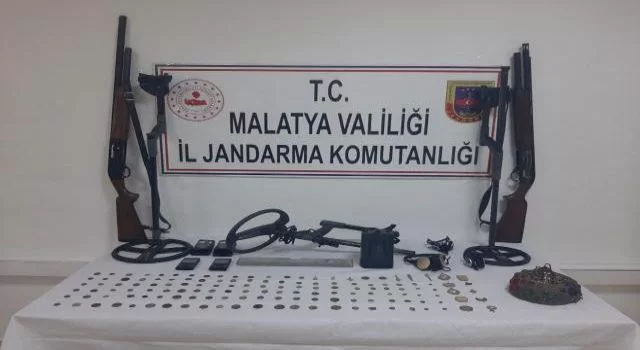 T.C.
MALATYA VALİLİĞİ
İL JANDARMA KOMUTANLIĞI